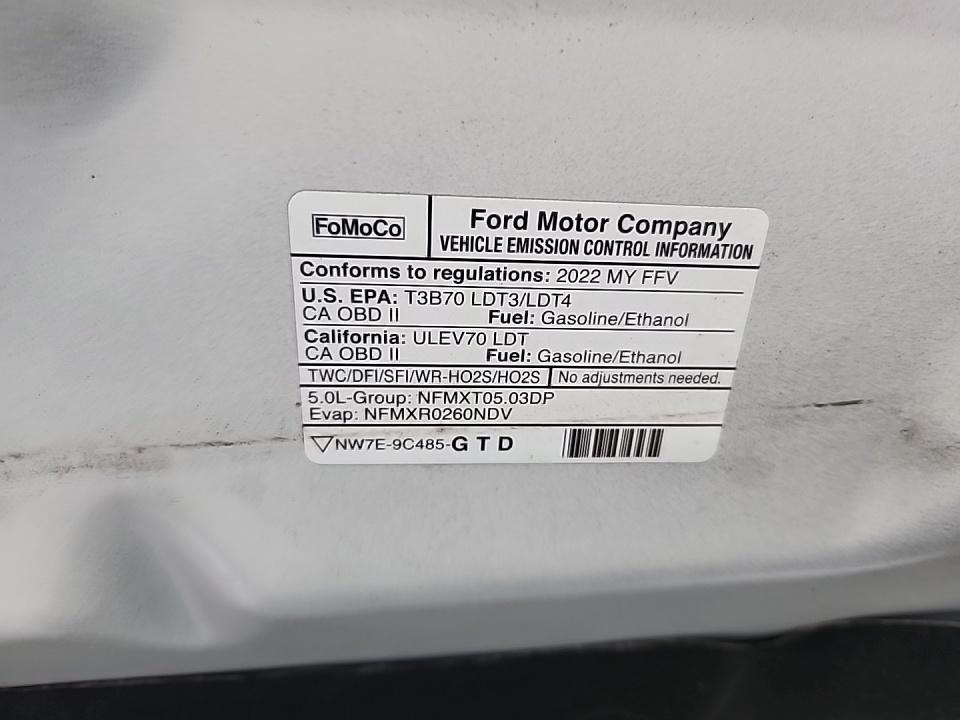 FoMoCo
Ford Motor Company
VEHICLE EMISSION CONTROL INFORMATION
Conforms to regulations: 2022 MY FFV
U.S. EPA: T3B70 LDT3/LDT4
CA OBD II Fuel: Gasoline/Ethanol
California: ULEV70 LDT
CA OBD II Fuel: Gasoline/Ethanol
TWC/DFI/SFI/WR-HO2S/HO2S No adjustments needed.
5.0L-Group: NFMXT05.03DP
Evap: NFMXR0260NDV
NW7E-9C485-G T D